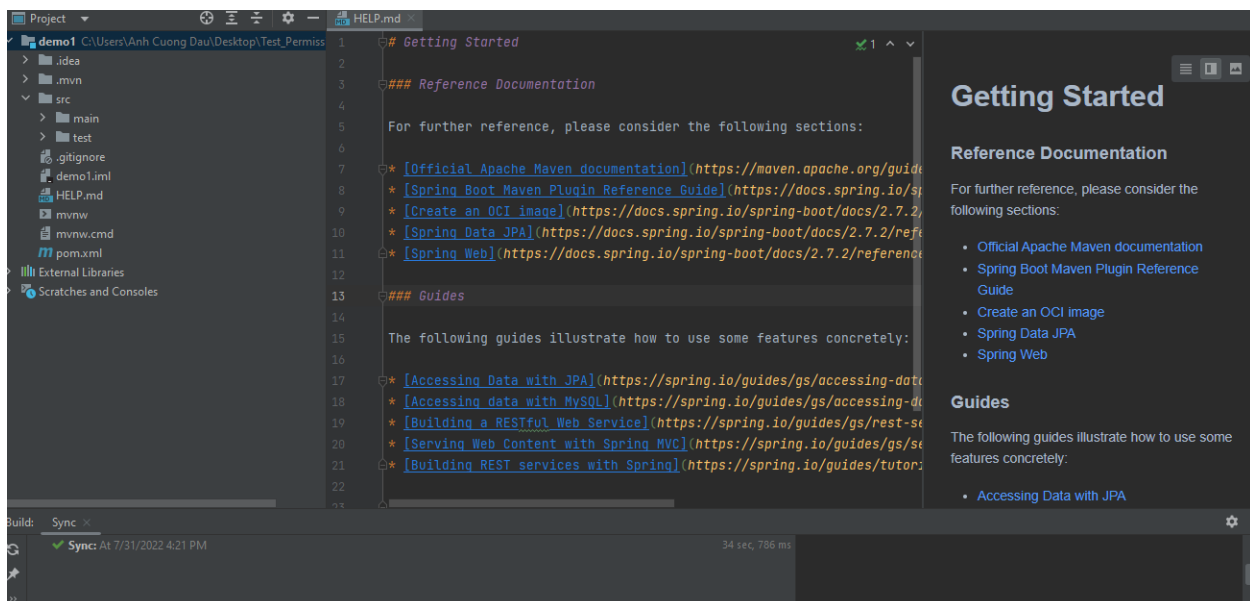 Project
HELP.md
demo1 C:\Users\Anh Cuong Dau\Desktop\Test_Permiss
.idea
.mvn
src
main
test
.gitignore
demo1.iml
HELP.md
mvnw
mvnw.cmd
pom.xml
External Libraries
Scratches and Consoles
1
1 # Getting Started
2
3 ### Reference Documentation
4
5 For further reference, please consider the following sections:
6
7 * [Official Apache Maven documentation](https://maven.apache.org/guide
8 * [Spring Boot Maven Plugin Reference Guide](https://docs.spring.io/sp
9 * [Create an OCI image](https://docs.spring.io/spring-boot/docs/2.7.2/
10 * [Spring Data JPA](https://docs.spring.io/spring-boot/docs/2.7.2/refe
11 * [Spring Web](https://docs.spring.io/spring-boot/docs/2.7.2/reference
12
13 ### Guides
14
15 The following guides illustrate how to use some features concretely:
16
17 * [Accessing Data with JPA](https://spring.io/guides/gs/accessing-data
18 * [Accessing data with MySQL](https://spring.io/guides/gs/accessing-da
19 * [Building a RESTful Web Service](https://spring.io/guides/gs/rest-se
20 * [Serving Web Content with Spring MVC](https://spring.io/guides/gs/se
21 * [Building REST services with Spring](https://spring.io/guides/tutori
22
23
Getting Started
Reference Documentation
For further reference, please consider the
following sections:
• Official Apache Maven documentation
• Spring Boot Maven Plugin Reference
Guide
• Create an OCI image
• Spring Data JPA
• Spring Web
Guides
The following guides illustrate how to use some
features concretely:
• Accessing Data with JPA
Build: Sync
Sync: At 7/31/2022 4:21 PM 34 sec, 786 ms